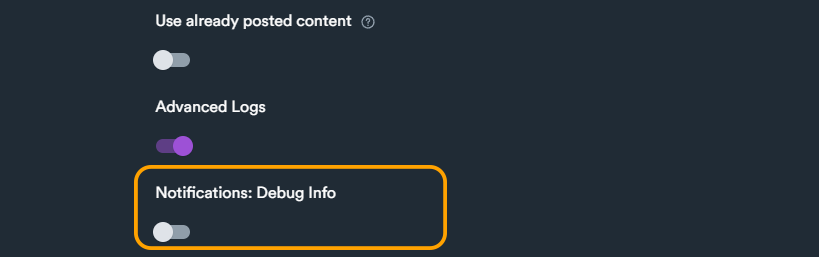 Use already posted content ?
Advanced Logs
Notifications: Debug Info